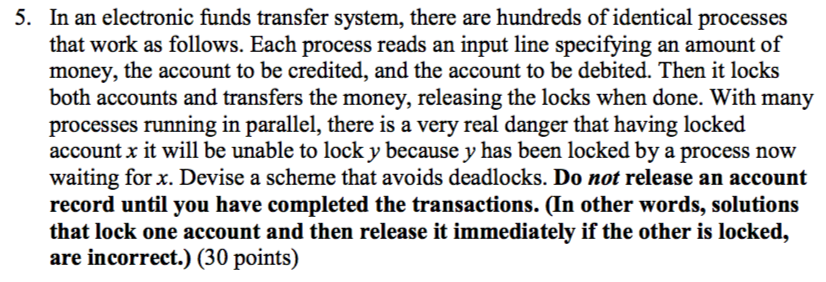 5. In an electronic funds transfer system, there are hundreds of identical processes
that work as follows. Each process reads an input line specifying an amount of
money, the account to be credited, and the account to be debited. Then it locks
both accounts and transfers the money, releasing the locks when done. With many
processes running in parallel, there is a very real danger that having locked
account x it will be unable to lock y because y has been locked by a process now
waiting for x. Devise a scheme that avoids deadlocks. Do not release an account
record until you have completed the transactions. (In other words, solutions
that lock one account and then release it immediately if the other is locked,
are incorrect.) (30 points)